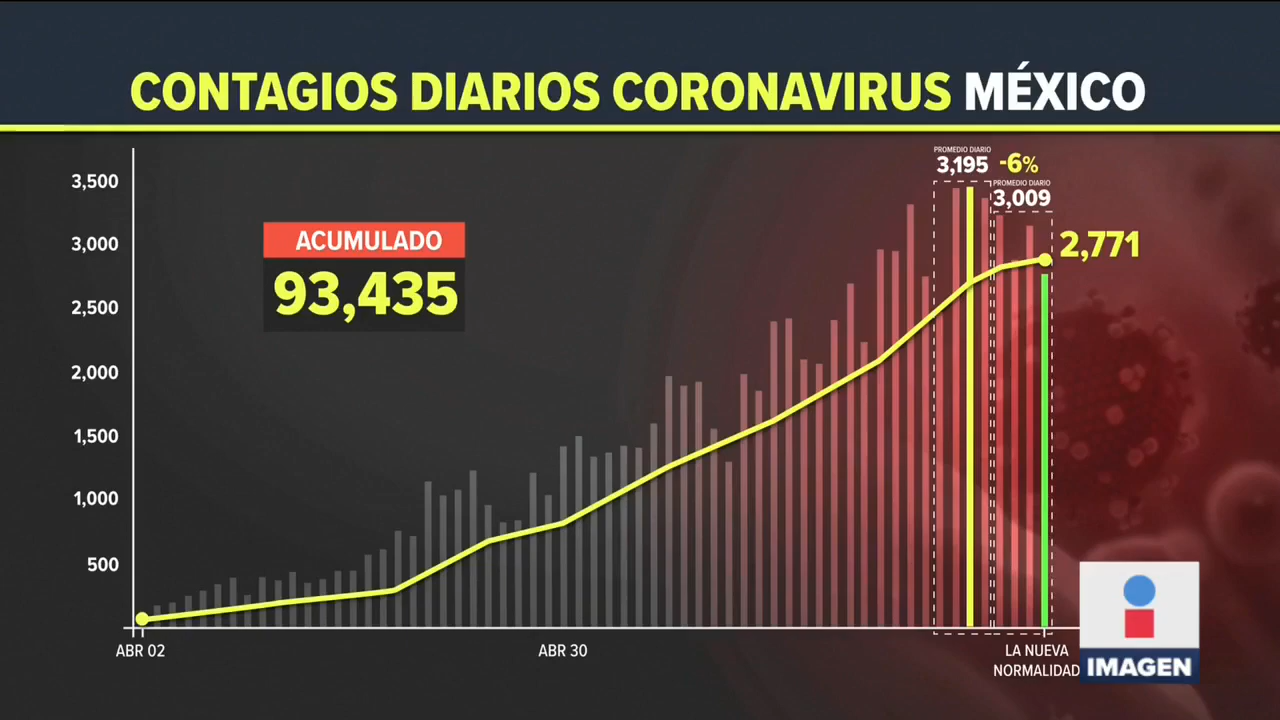 CONTAGIOS DIARIOS CORONAVIRUS MÉXICO
PROMEDIO DIARIO
3,195 -6%
PROMEDIO DIARIO
3,009
3,500
3,000
2,500
2,000
1,500
1,000
500
ACUMULADO
93,435
2,771
ABR 02
ABR 30
LA NUEVA
NORMALIDAD
IMAGEN